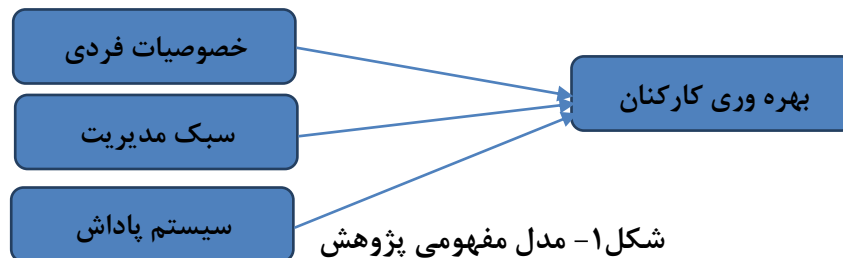 خصوصیات فردی
بهره وری کارکنان
سبک مدیریت
سیستم پاداش
شکل۱- مدل مفهومی پژوهش